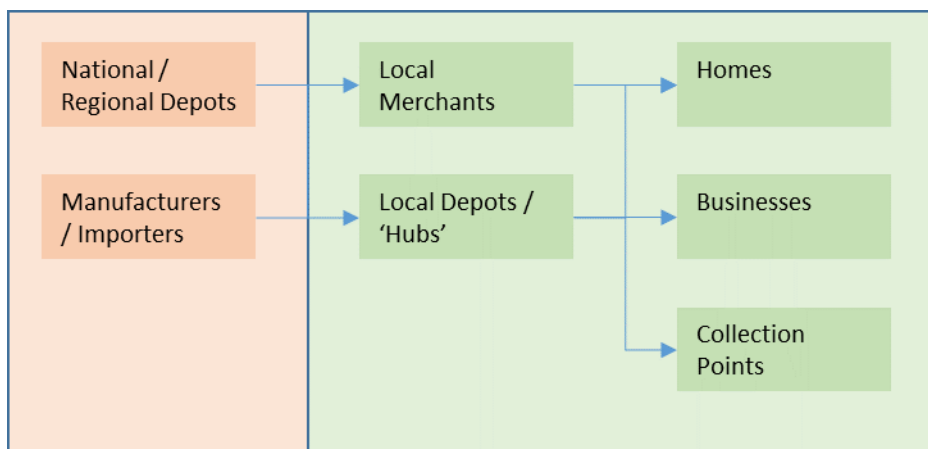 National /
Regional Depots
Local
Merchants
Homes
Manufacturers
/ Importers
Local Depots /
‘Hubs’
Businesses
Collection
Points